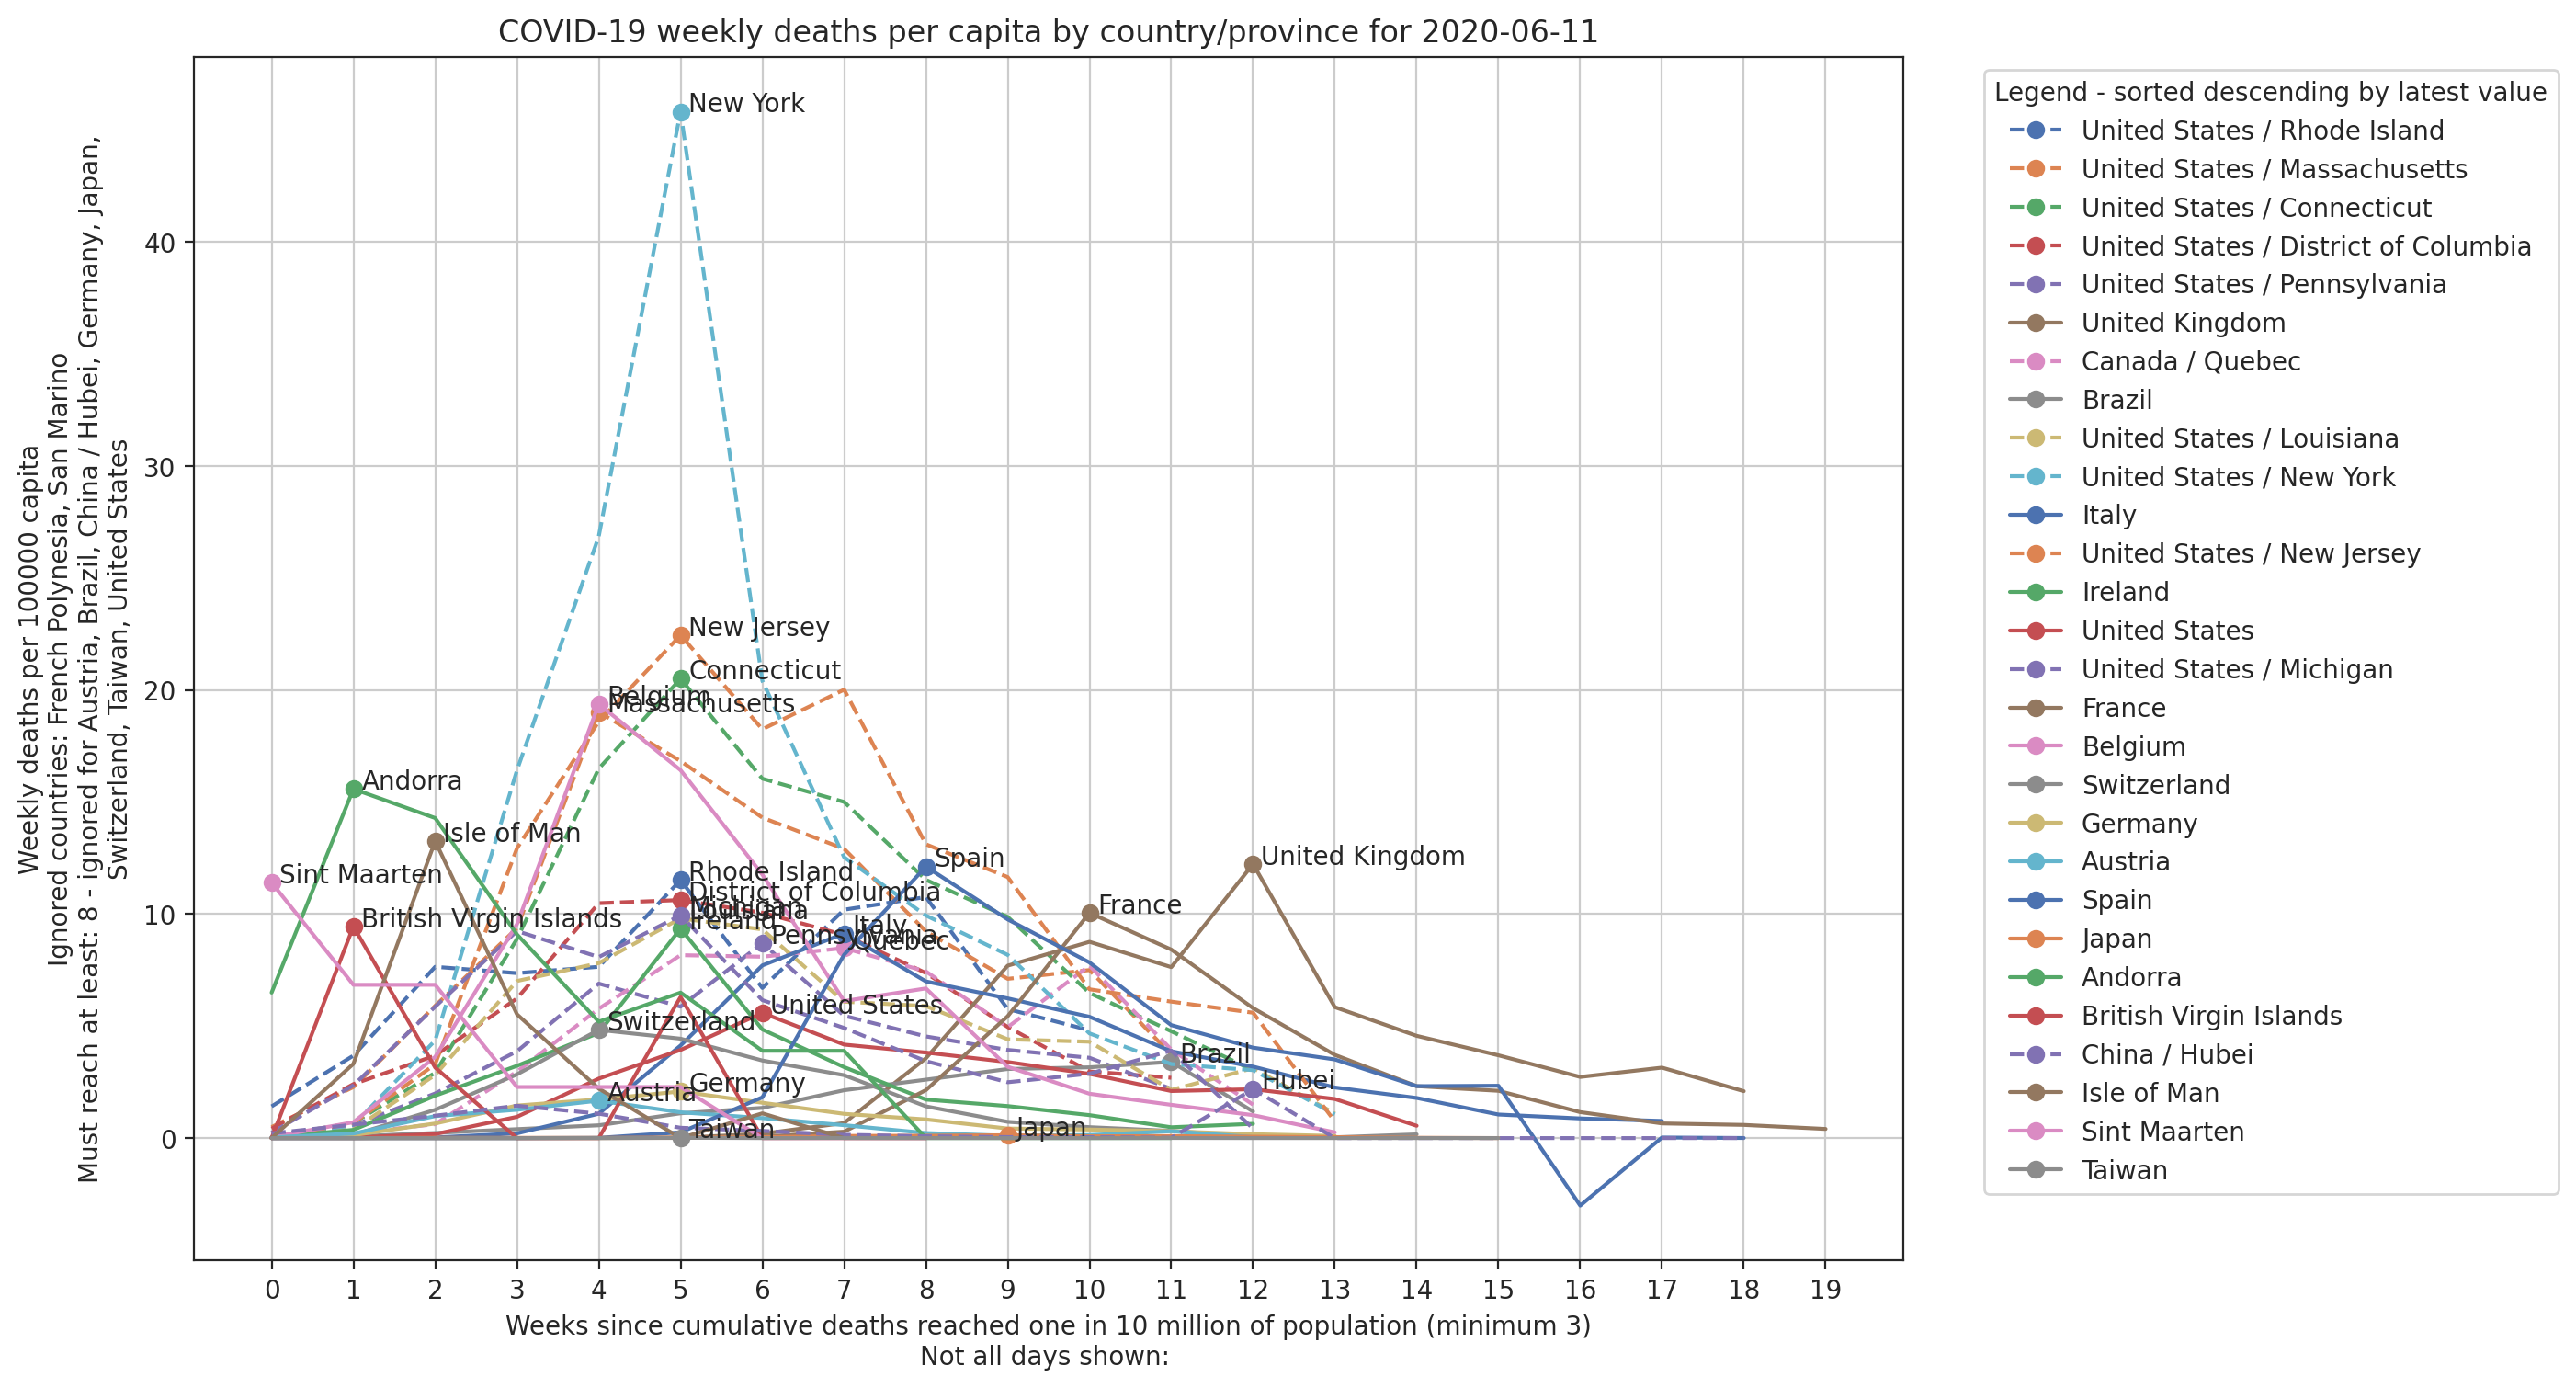 COVID-19 weekly deaths per capita by country/province for 2020-06-11
Weekly deaths per 100000 capita
Ignored countries: French Polynesia, San Marino
Must reach at least: 8 - ignored for Austria, Brazil, China / Hubei, Germany, Japan,
Switzerland, Taiwan, United States
40
30
20
10
0
New York
New Jersey
Connecticut
Belgium
Massachusetts
Andorra
Isle of Man
Sint Maarten
British Virgin Islands
Rhode Island
District of Columbia
Michigan
Louisiana
Ireland
Pennsylvania
Italy
Quebec
Spain
France
United Kingdom
United States
Switzerland
Germany
Austria
Taiwan
Japan
Brazil
Hubei
0 1 2 3 4 5 6 7 8 9 10 11 12 13 14 15 16 17 18 19
Weeks since cumulative deaths reached one in 10 million of population (minimum 3)
Not all days shown:
Legend - sorted descending by latest value
United States / Rhode Island
United States / Massachusetts
United States / Connecticut
United States / District of Columbia
United States / Pennsylvania
United Kingdom
Canada / Quebec
Brazil
United States / Louisiana
United States / New York
Italy
United States / New Jersey
Ireland
United States
United States / Michigan
France
Belgium
Switzerland
Germany
Austria
Spain
Japan
Andorra
British Virgin Islands
China / Hubei
Isle of Man
Sint Maarten
Taiwan